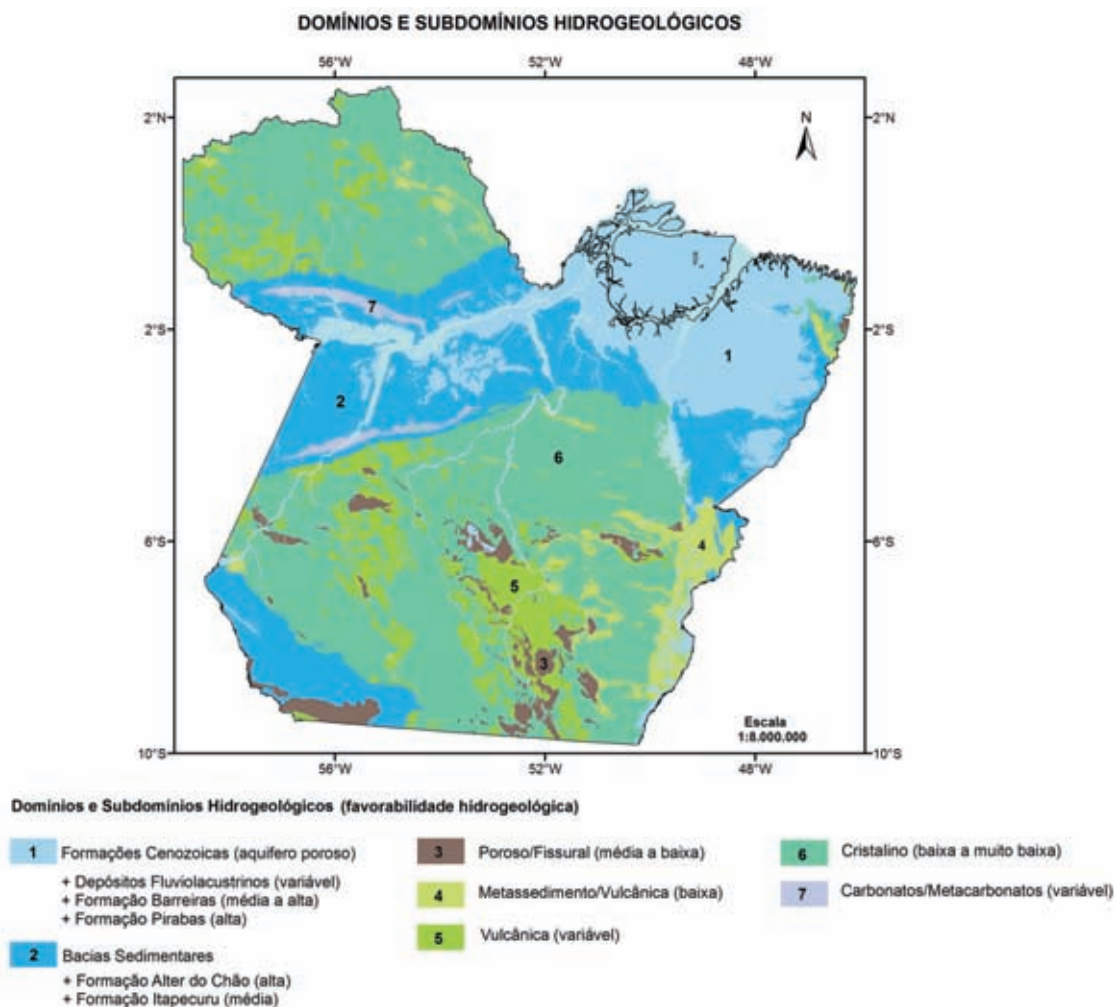 DOMÍNIOS E SUBDOMÍNIOS HIDROGEOLÓGICOS
56°W 52°W 48°W
2°N 2°N
N
7
2°S 2°S
1
2
6
6°S 6°S
4
5
3
Escala
1:8.000.000
10°S 10°S
56°W 52°W 48°W
Domínios e Subdomínios Hidrogeológicos (favorabilidade hidrogeológica)
1 Formações Cenozoicas (aquifero poroso)
+ Depósitos Fluviolacustrinos (variável)
+ Formação Barreiras (média a alta)
+ Formação Pirabas (alta)
2 Bacias Sedimentares
+ Formação Alter do Chão (alta)
+ Formação Itapecuru (média)
3 Poroso/Fissural (média a baixa)
4 Metassedimento/Vulcânica (baixa)
5 Vulcânica (variável)
6 Cristalino (baixa a muito baixa)
7 Carbonatos/Metacarbonatos (variável)